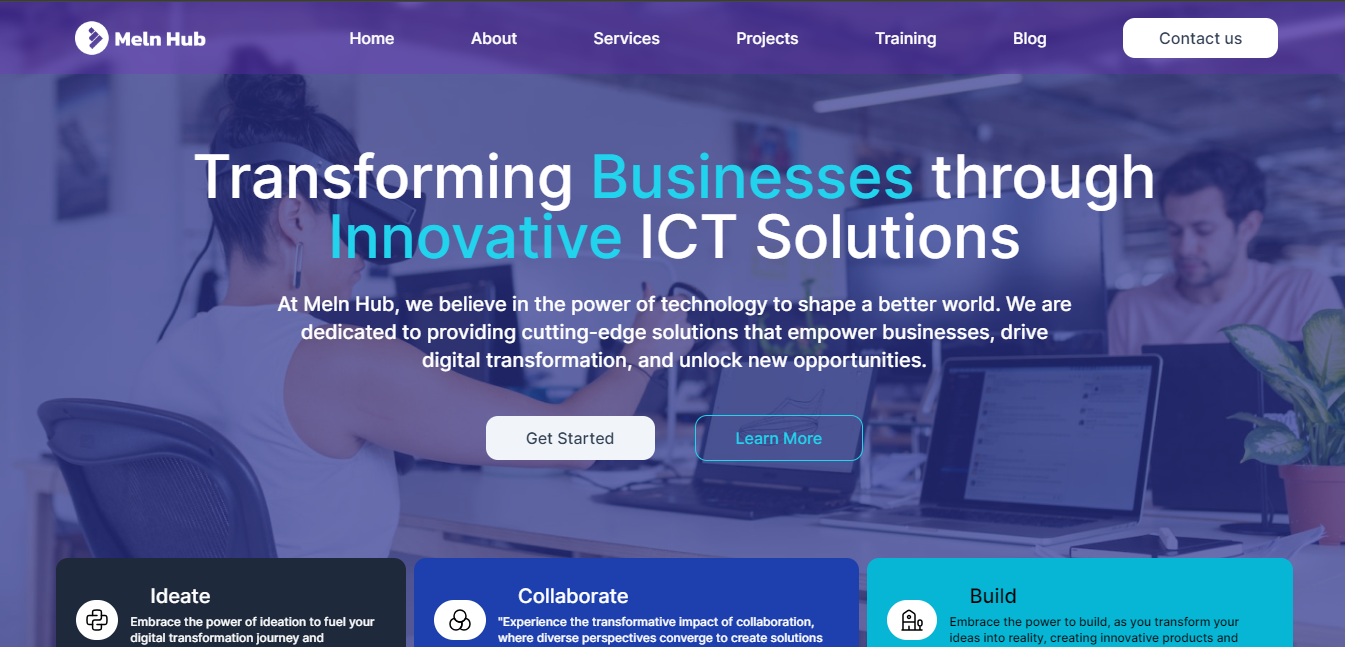 Meln Hub
Home
About
Services
Projects
Training
Blog
Contact us
Transforming Businesses through
Innovative ICT Solutions
At Meln Hub, we believe in the power of technology to shape a better world. We are
dedicated to providing cutting-edge solutions that empower businesses, drive
digital transformation, and unlock new opportunities.
Get Started
Learn More
Ideate
Embrace the power of ideation to fuel your
digital transformation journey and
Collaborate
"Experience the transformative impact of collaboration,
where diverse perspectives converge to create solutions
Build
Embrace the power to build, as you transform your
ideas into reality, creating innovative products and